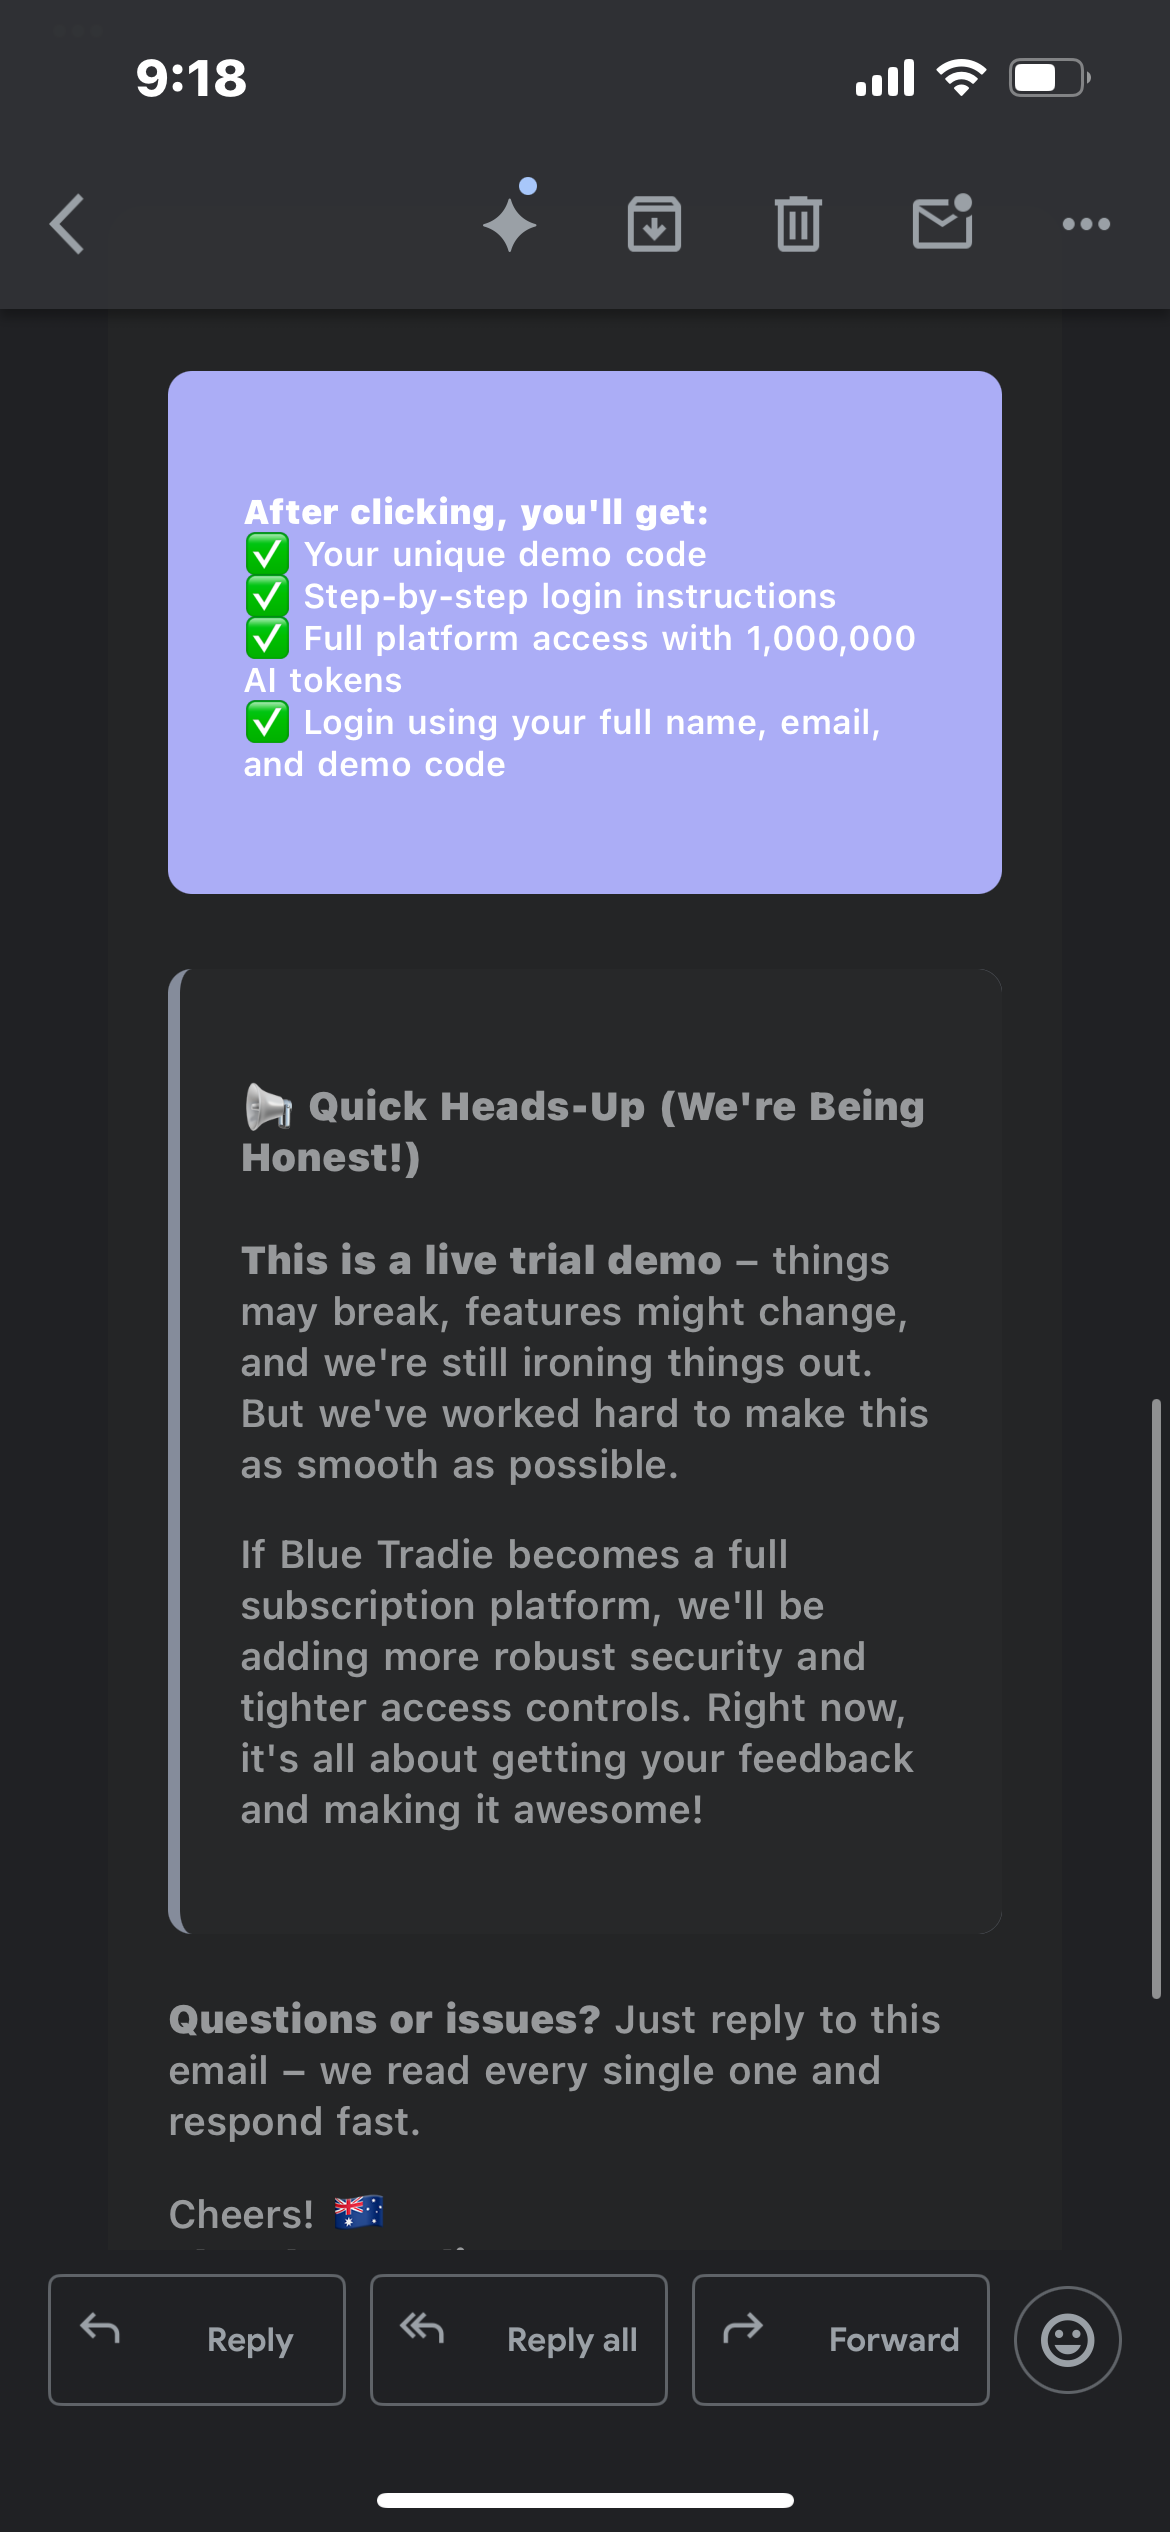 9:18
After clicking, you'll get:
✅ Your unique demo code
✅ Step-by-step login instructions
✅ Full platform access with 1,000,000
AI tokens
✅ Login using your full name, email,
and demo code
📢 Quick Heads-Up (We're Being
Honest!)
This is a live trial demo – things
may break, features might change,
and we're still ironing things out.
But we've worked hard to make this
as smooth as possible.
If Blue Tradie becomes a full
subscription platform, we'll be
adding more robust security and
tighter access controls. Right now,
it's all about getting your feedback
and making it awesome!
Questions or issues? Just reply to this
email – we read every single one and
respond fast.
Cheers! 🇦🇺
Reply
Reply all
Forward